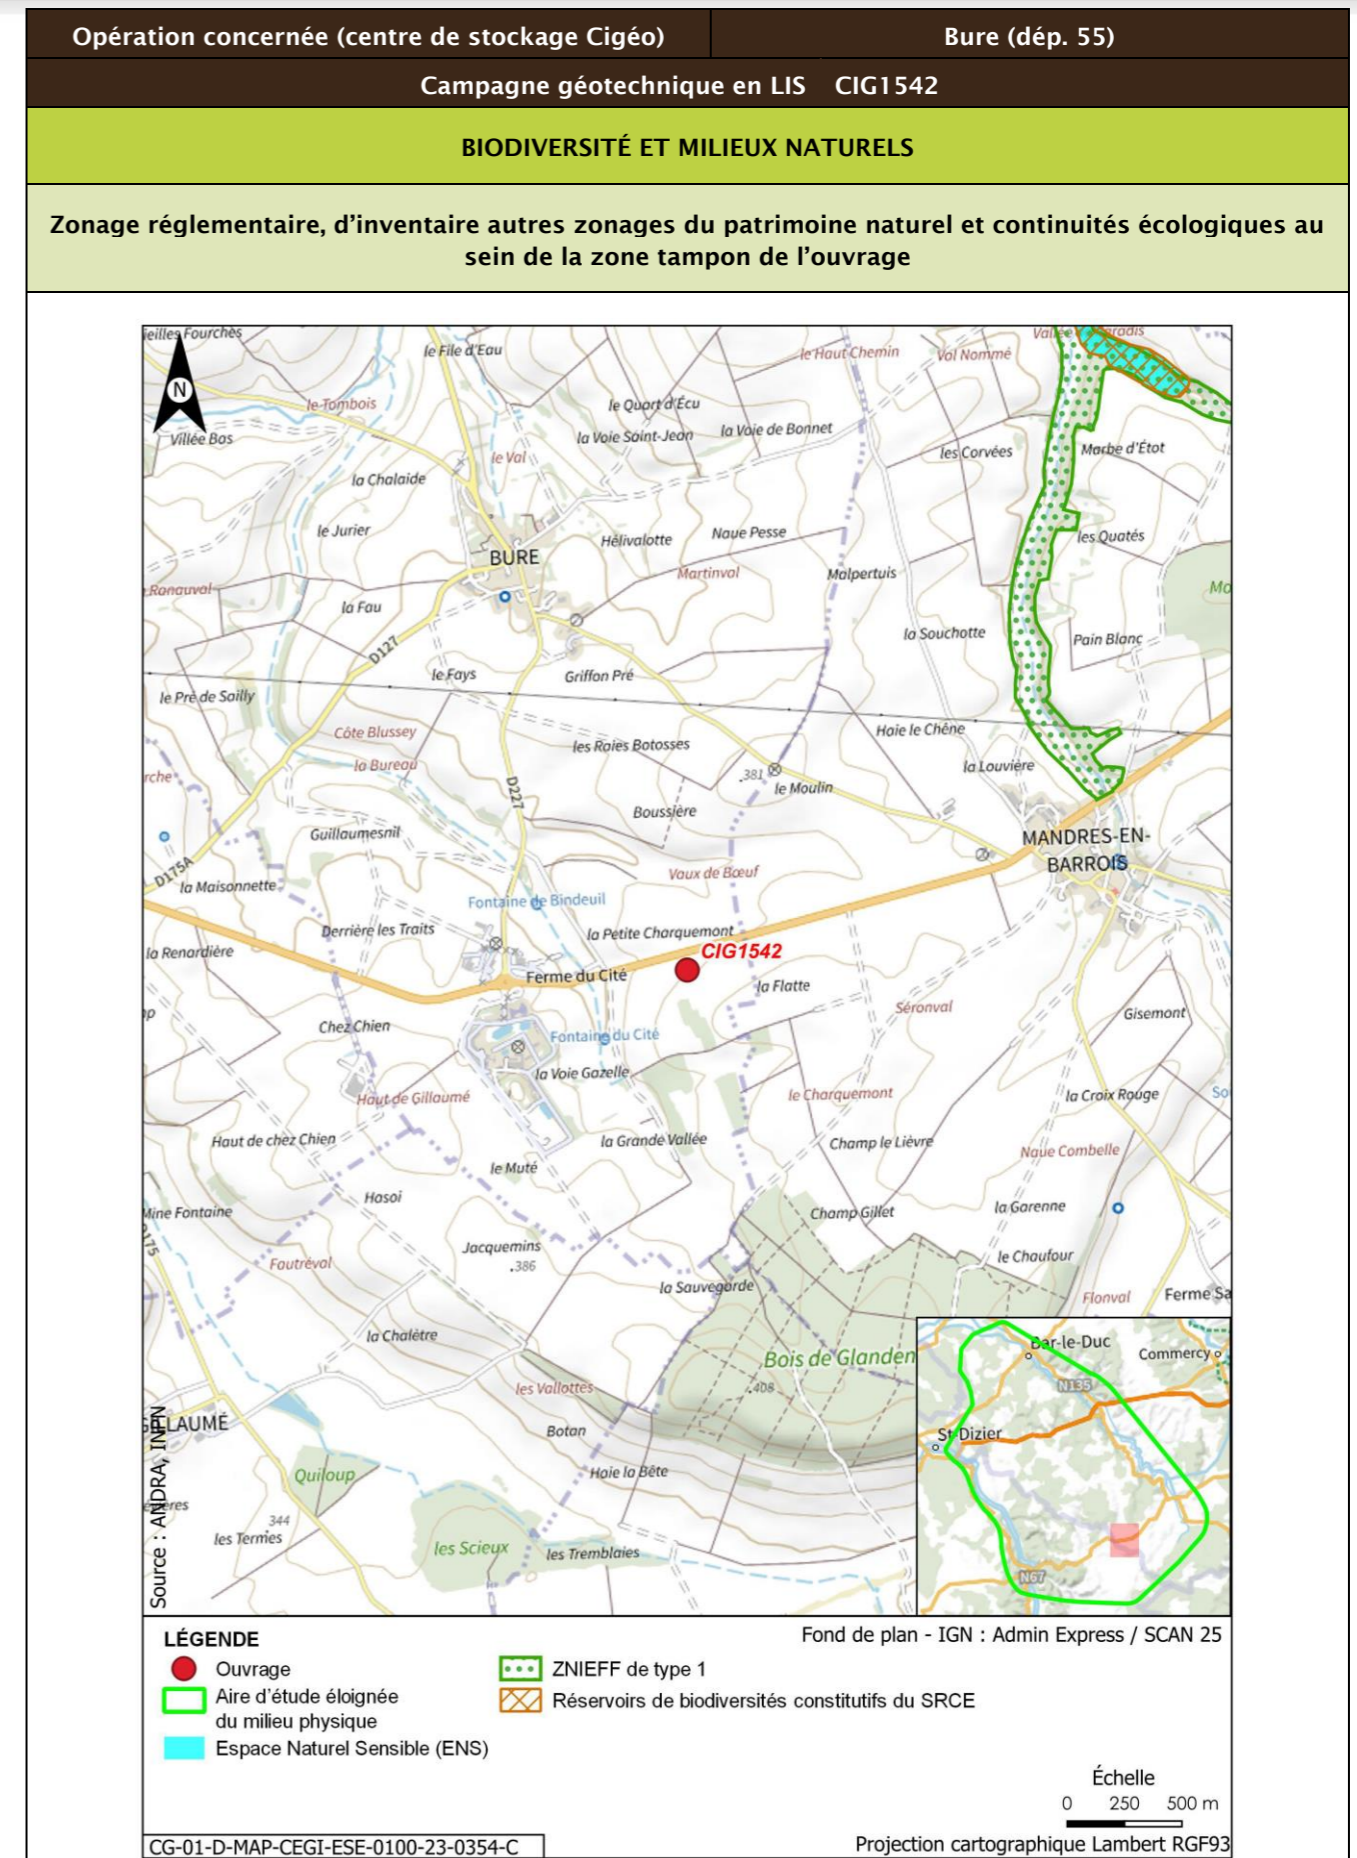 Opération concernée (centre de stockage Cigéo)
Bure (dép. 55)
Campagne géotechnique en LIS CIG1542
BIODIVERSITÉ ET MILIEUX NATURELS
Zonage réglementaire, d'inventaire autres zonages du patrimoine naturel et continuités écologiques au
sein de la zone tampon de l'ouvrage
eilles Fourches
N
le File d'Eau
le Haut Chemin
Val Nommé
le Tombois
le Quart d'Écu
Villée Bos
la Voie Saint-Jean
la Voie de Bonnet
les Corvées
Marbe d'Étot
le Val
la Chalaide
le Jurier
BURE
Hélivalotte
Naue Pesse
les Quatés
Martinval
Malpertuis
Ronauval
la Fau
la Souchotte
Pain Blanc
D127
le Fays
Griffon Pré
le Pré de Sailly
Côte Blussey
les Raies Botosses
Haie le Chêne
la Bureau
la Louvière
rche
.381
le Moulin
D227
Boussière
Guillaumesnil
MANDRES-EN-
BARROIS
D175A
la Maisonnette
Vaux de Bœuf
Fontaine de Bindeuil
Derrière les Traits
la Petite Charquemont
la Renardière
CIG1542
Ferme du Cité
la Flatte
Séronval
Gisemont
Chez Chien
Fontaine du Cité
la Voie Gazelle
Haut de Gillaumé
le Charquemont
la Croix Rouge
So
Haut de chez Chien
la Grande Vallée
Champ le Lièvre
Naue Combelle
le Muté
Hasoi
Mine Fontaine
Champ Gillet
la Garenne
D175
Jacquemins
.386
le Chaufour
Foutréval
la Sauvegarde
Flonval
Ferme Sa
la Chalêtre
Bois de Glanden
.408
les Vallottes
Botan
Quiloup
Haie la Bête
344
les Termes
les Scieux
les Tremblaies
Source : ANDRA, INPN
Bar-le-Duc
Commercy
N135
St-Dizier
N67
LÉGENDE
Fond de plan - IGN : Admin Express / SCAN 25
Ouvrage
ZNIEFF de type 1
Aire d'étude éloignée
du milieu physique
Réservoirs de biodiversités constitutifs du SRCE
Espace Naturel Sensible (ENS)
Échelle
0 250 500 m
CG-01-D-MAP-CEGI-ESE-0100-23-0354-C
Projection cartographique Lambert RGF93